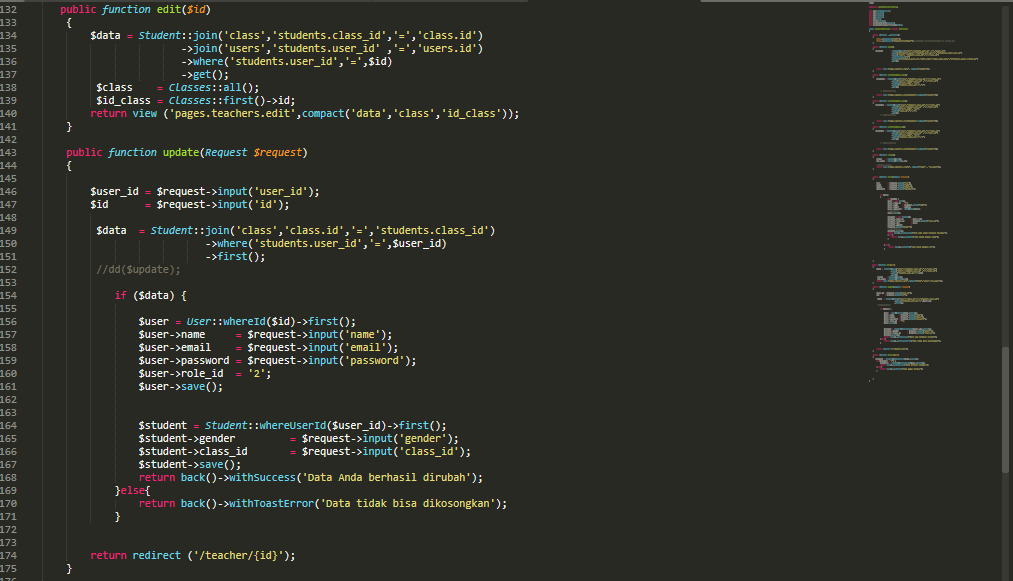 132 public function edit($id)
133 {
134 $data = Student::join('class','students.class_id','=','class.id')
135 ->join('users','students.user_id' ,'=','users.id')
136 ->where('students.user_id','=',$id)
137 ->get();
138 $class = Classes::all();
139 $id_class = Classes::first()->id;
140 return view ('pages.teachers.edit',compact('data','class','id_class'));
141 }
142
143 public function update(Request $request)
144 {
145
146 $user_id = $request->input('user_id');
147 $id = $request->input('id');
148
149 $data = Student::join('class','class.id','=','students.class_id')
150 ->where('students.user_id','=',$user_id)
151 ->first();
152 //dd($update);
153
154 if ($data) {
155
156 $user = User::whereId($id)->first();
157 $user->name = $request->input('name');
158 $user->email = $request->input('email');
159 $user->password = $request->input('password');
160 $user->role_id = '2';
161 $user->save();
162
163
164 $student = Student::whereUserId($user_id)->first();
165 $student->gender = $request->input('gender');
166 $student->class_id = $request->input('class_id');
167 $student->save();
168 return back()->withSuccess('Data Anda berhasil dirubah');
169 }else{
170 return back()->withToastError('Data tidak bisa dikosongkan');
171 }
172
173
174 return redirect ('/teacher/{id}');
175 }